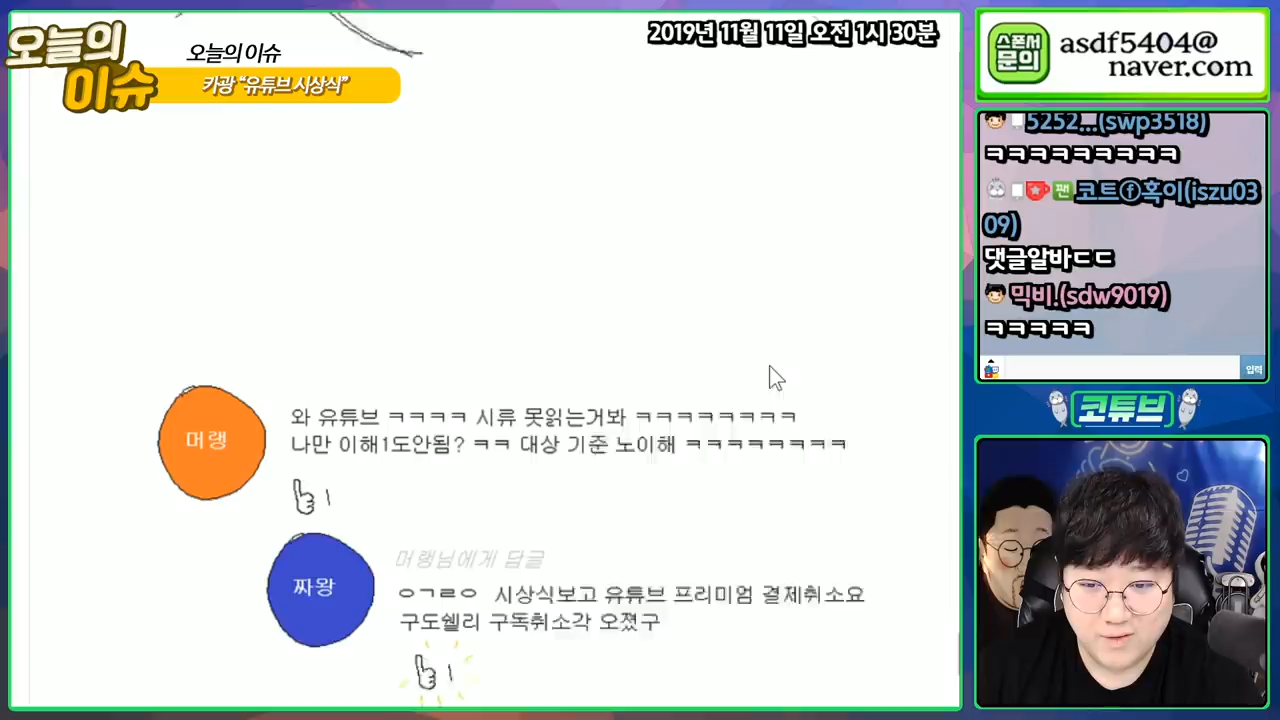 오늘의
이슈
오늘의 이슈
카광 “유튜브 시상식”
2019년 11월 11일 오전 1시 30분
스폰서
문의
asdf5404@
naver.com
5252...(swp3518)
ㅋㅋㅋㅋㅋㅋㅋㅋㅋ
팬 코트ⓕ혹이(iszu03
09)
댓글알바ㄷㄷ
믹비.(sdw9019)
ㅋㅋㅋㅋㅋ
입력
코튜브
머랭
와 유튜브 ㅋㅋㅋㅋ 시류 못읽는거봐 ㅋㅋㅋㅋㅋㅋㅋㅋ
나만 이해1도안됨? ㅋㅋ 대상 기준 노이해 ㅋㅋㅋㅋㅋㅋㅋㅋ
1
짜왕
머랭님에게 답글
ㅇㄱㄹㅇ 시상식보고 유튜브 프리미엄 결제취소요
구도쉘리 구독취소각 오졌구
1